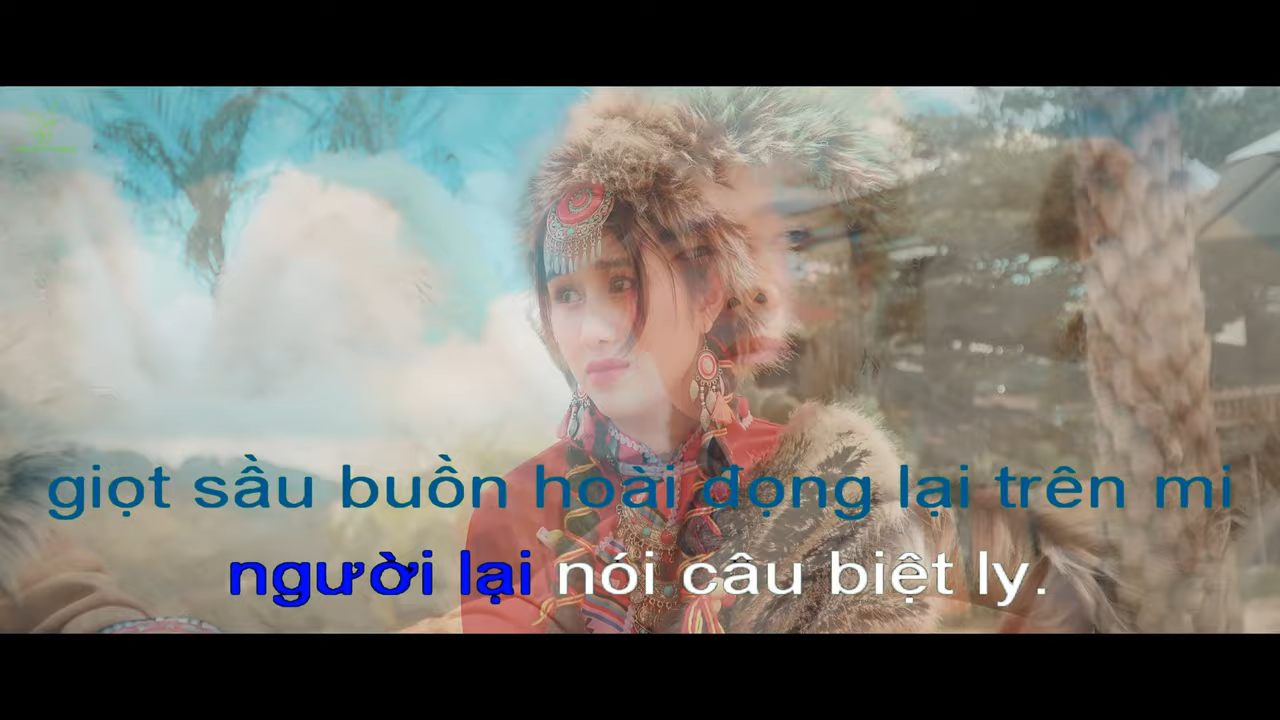 giọt sầu buồn hoài đọng lại trên mi
người lại nói câu biệt ly.